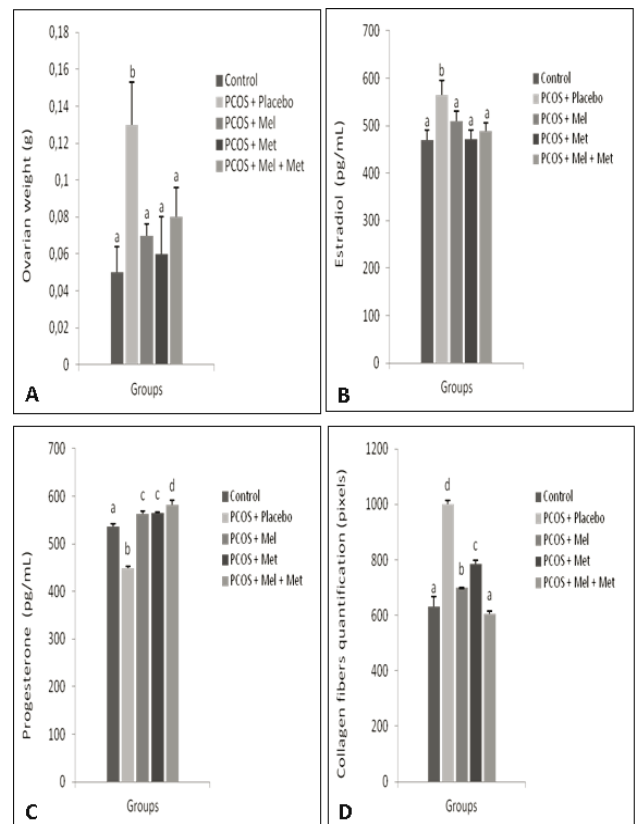 0,18
0,16
0,14
0,12
0,1
0,08
0,06
0,04
0,02
0
Ovarian weight (g)
a
b
a
a
a
Control
PCOS + Placebo
PCOS + Mel
PCOS + Met
PCOS + Mel + Met
Groups
A
700
600
500
400
300
200
100
0
Estradiol (pg/mL)
a
b
a
a
a
Control
PCOS + Placebo
PCOS + Mel
PCOS + Met
PCOS + Mel + Met
Groups
B
700
600
500
400
300
200
100
0
Progesterone (pg/mL)
a
b
c
c
d
Control
PCOS + Placebo
PCOS + Mel
PCOS + Met
PCOS + Mel + Met
Groups
C
1200
1000
800
600
400
200
0
Collagen fibers quantification (pixels)
a
d
b
c
a
Control
PCOS + Placebo
PCOS + Mel
PCOS + Met
PCOS + Mel + Met
Groups
D